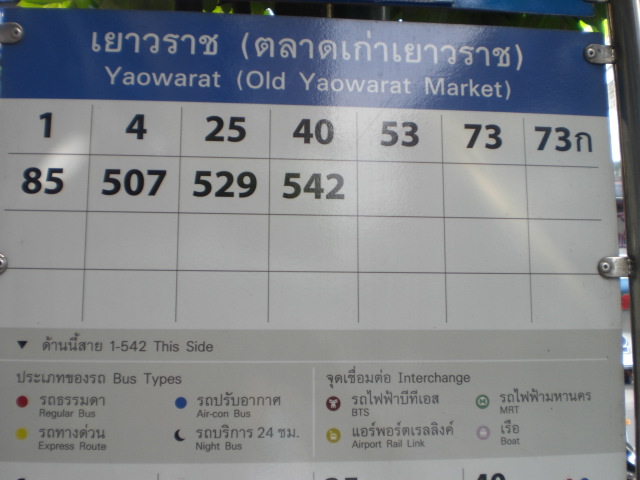 เยาวราช (ตลาดเก่าเยาวราช)
Yaowarat (Old Yaowarat Market)
1 4 25 40 53 73 73ก
85 507 529 542
▼ ด้านนี้สาย 1-542 This Side
ประเภทของรถ Bus Types
รถธรรมดา
Regular Bus
รถปรับอากาศ
Air-con Bus
รถทางด่วน
Express Route
รถบริการ 24 ชม.
Night Bus
จุดเชื่อมต่อ Interchange
รถไฟฟ้าบีทีเอส
BTS
รถไฟฟ้ามหานคร
MRT
แอร์พอร์ตเรลลิงค์
Airport Rail Link
เรือ
Boat